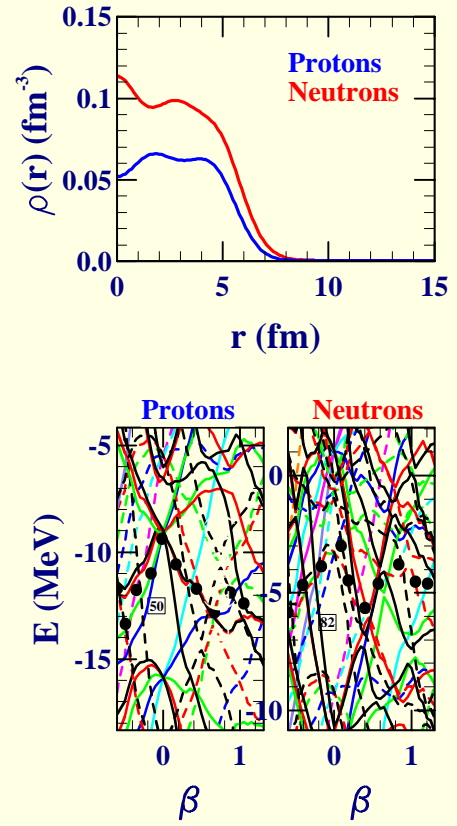 0.15
Protons
Neutrons
0.1
0.05
0.0
ρ(r) (fm⁻³)
0 5 10 15
r (fm)
Protons Neutrons
-5
-10
-15
E (MeV)
50
0
-5
10
82
0 1 0 1
β β